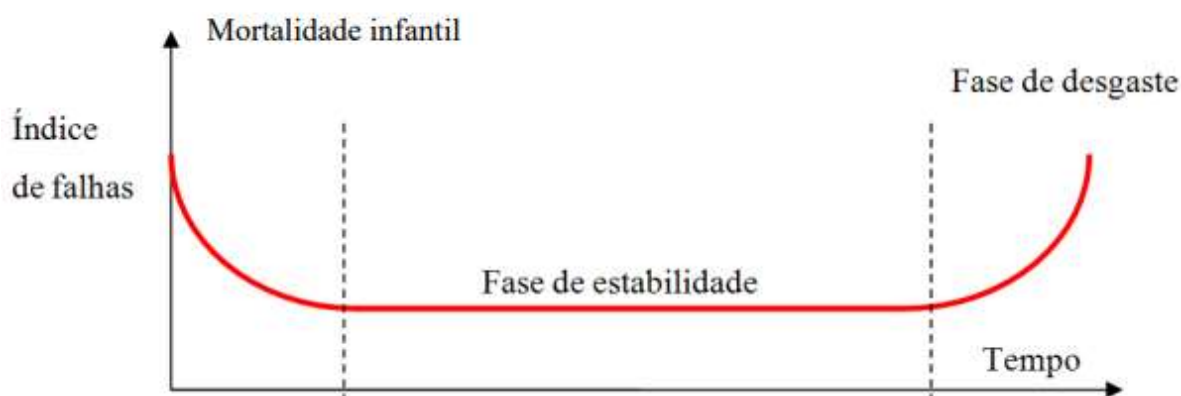 Mortalidade infantil
Fase de desgaste
Índice
de falhas
Fase de estabilidade
Tempo